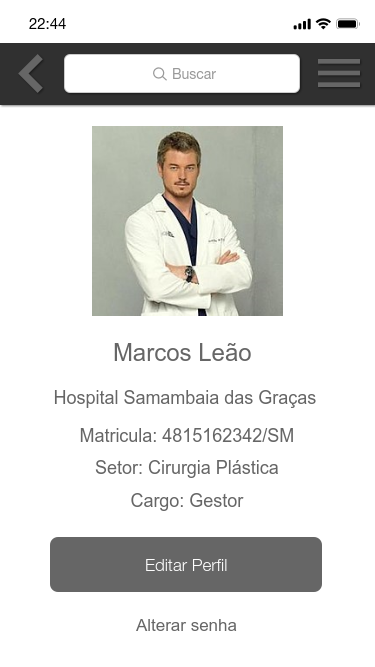 22:44
Buscar
Marcos Leão
Hospital Samambaia das Graças
Matricula: 4815162342/SM
Setor: Cirurgia Plástica
Cargo: Gestor
Editar Perfil
Alterar senha